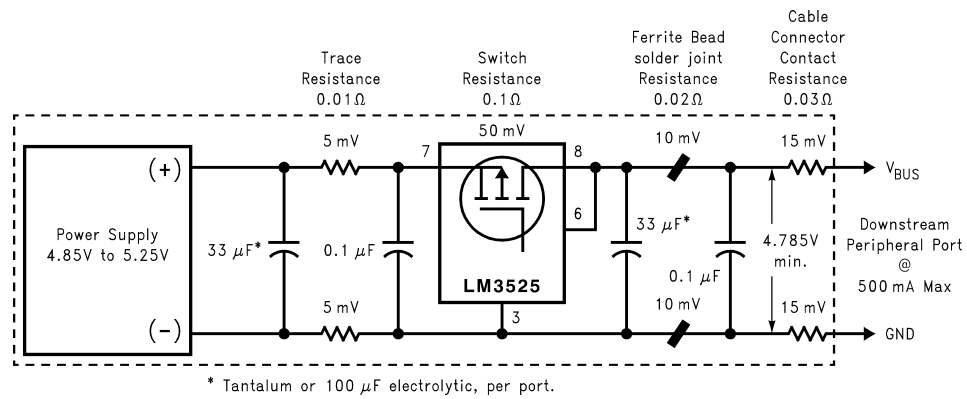 Cable
Connector
Contact
Resistance
0.03Ω
Ferrite Bead
solder joint
Resistance
0.02Ω
Switch
Resistance
0.1Ω
Trace
Resistance
0.01Ω
5 mV
50 mV
10 mV
15 mV
7
8
6
(+)
VBUS
Power Supply
4.85V to 5.25V
33 μF*
0.1 μF
33 μF*
0.1 μF
4.785V
min.
Downstream
Peripheral Port
@
500 mA Max
LM3525
3
5 mV
10 mV
15 mV
(-)
GND
* Tantalum or 100 μF electrolytic, per port.